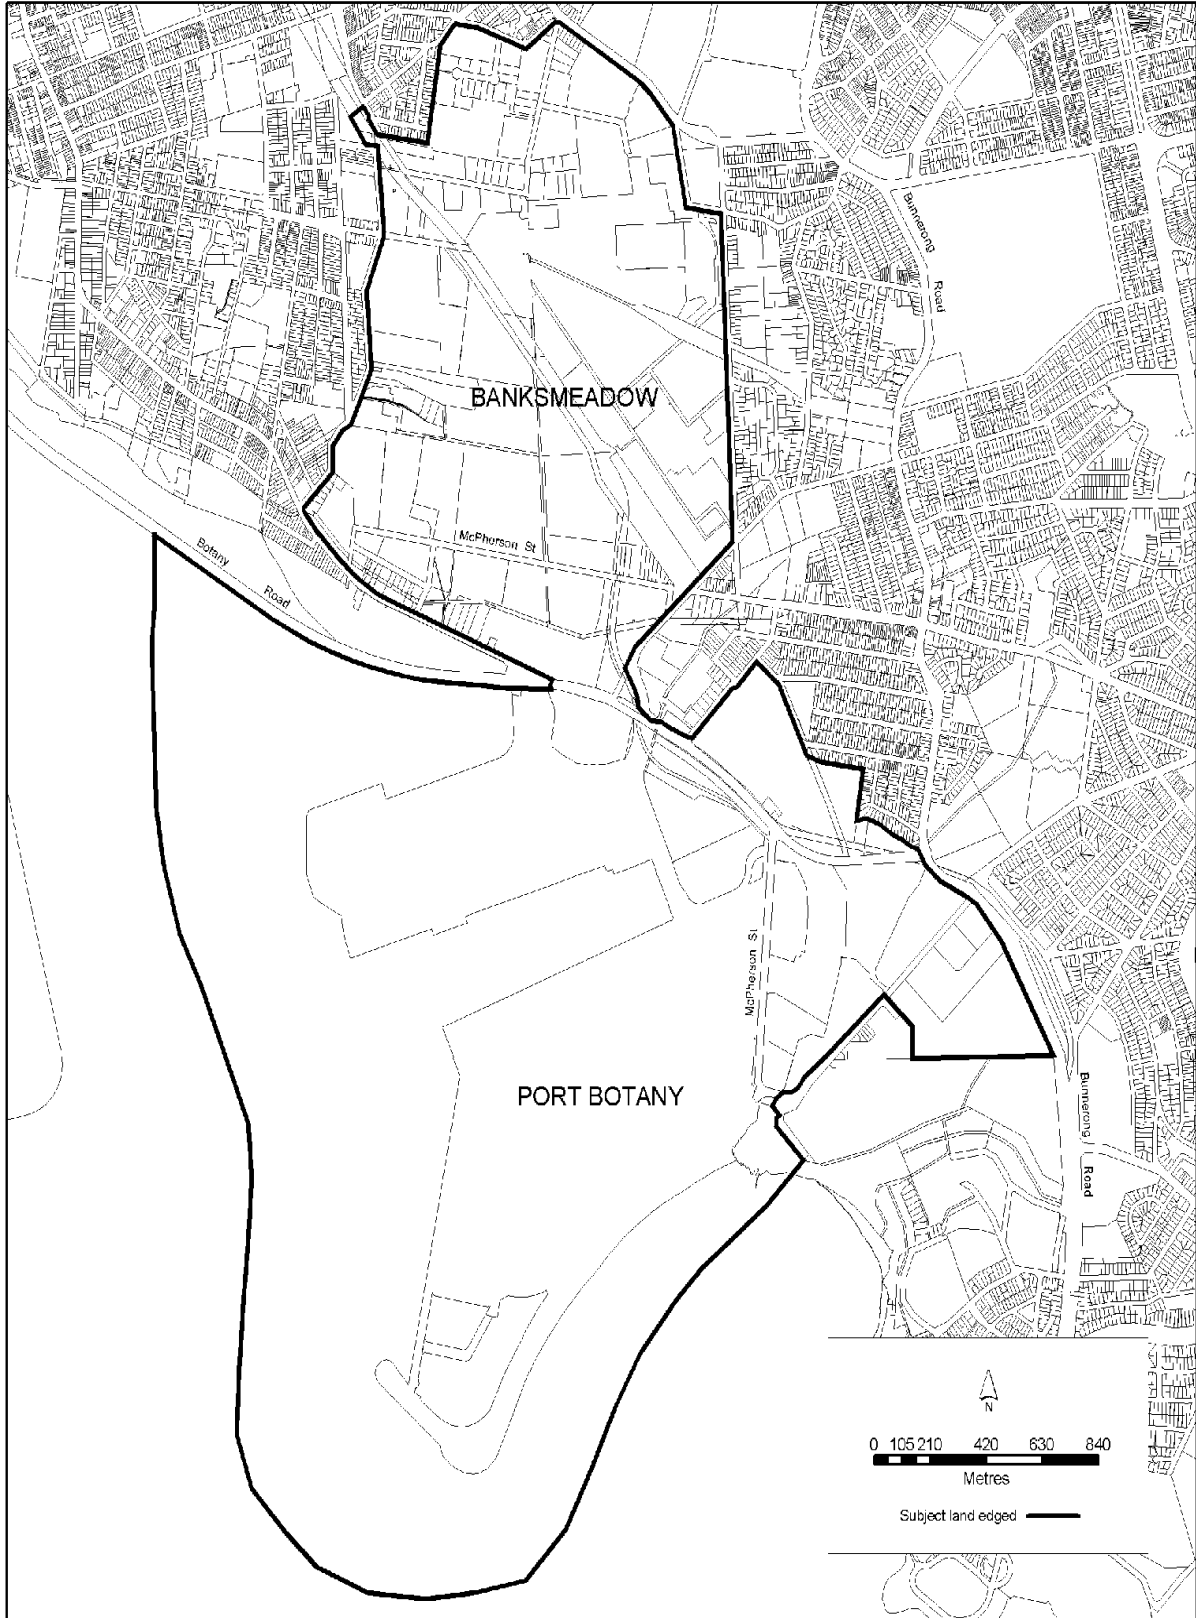 Bunnerong
Road
BANKSMEADOW
McPherson St
Botany
Road
McPherson St
PORT BOTANY
Bunnerong
Road
N
0 105 210 420 630 840
Metres
Subject land edged